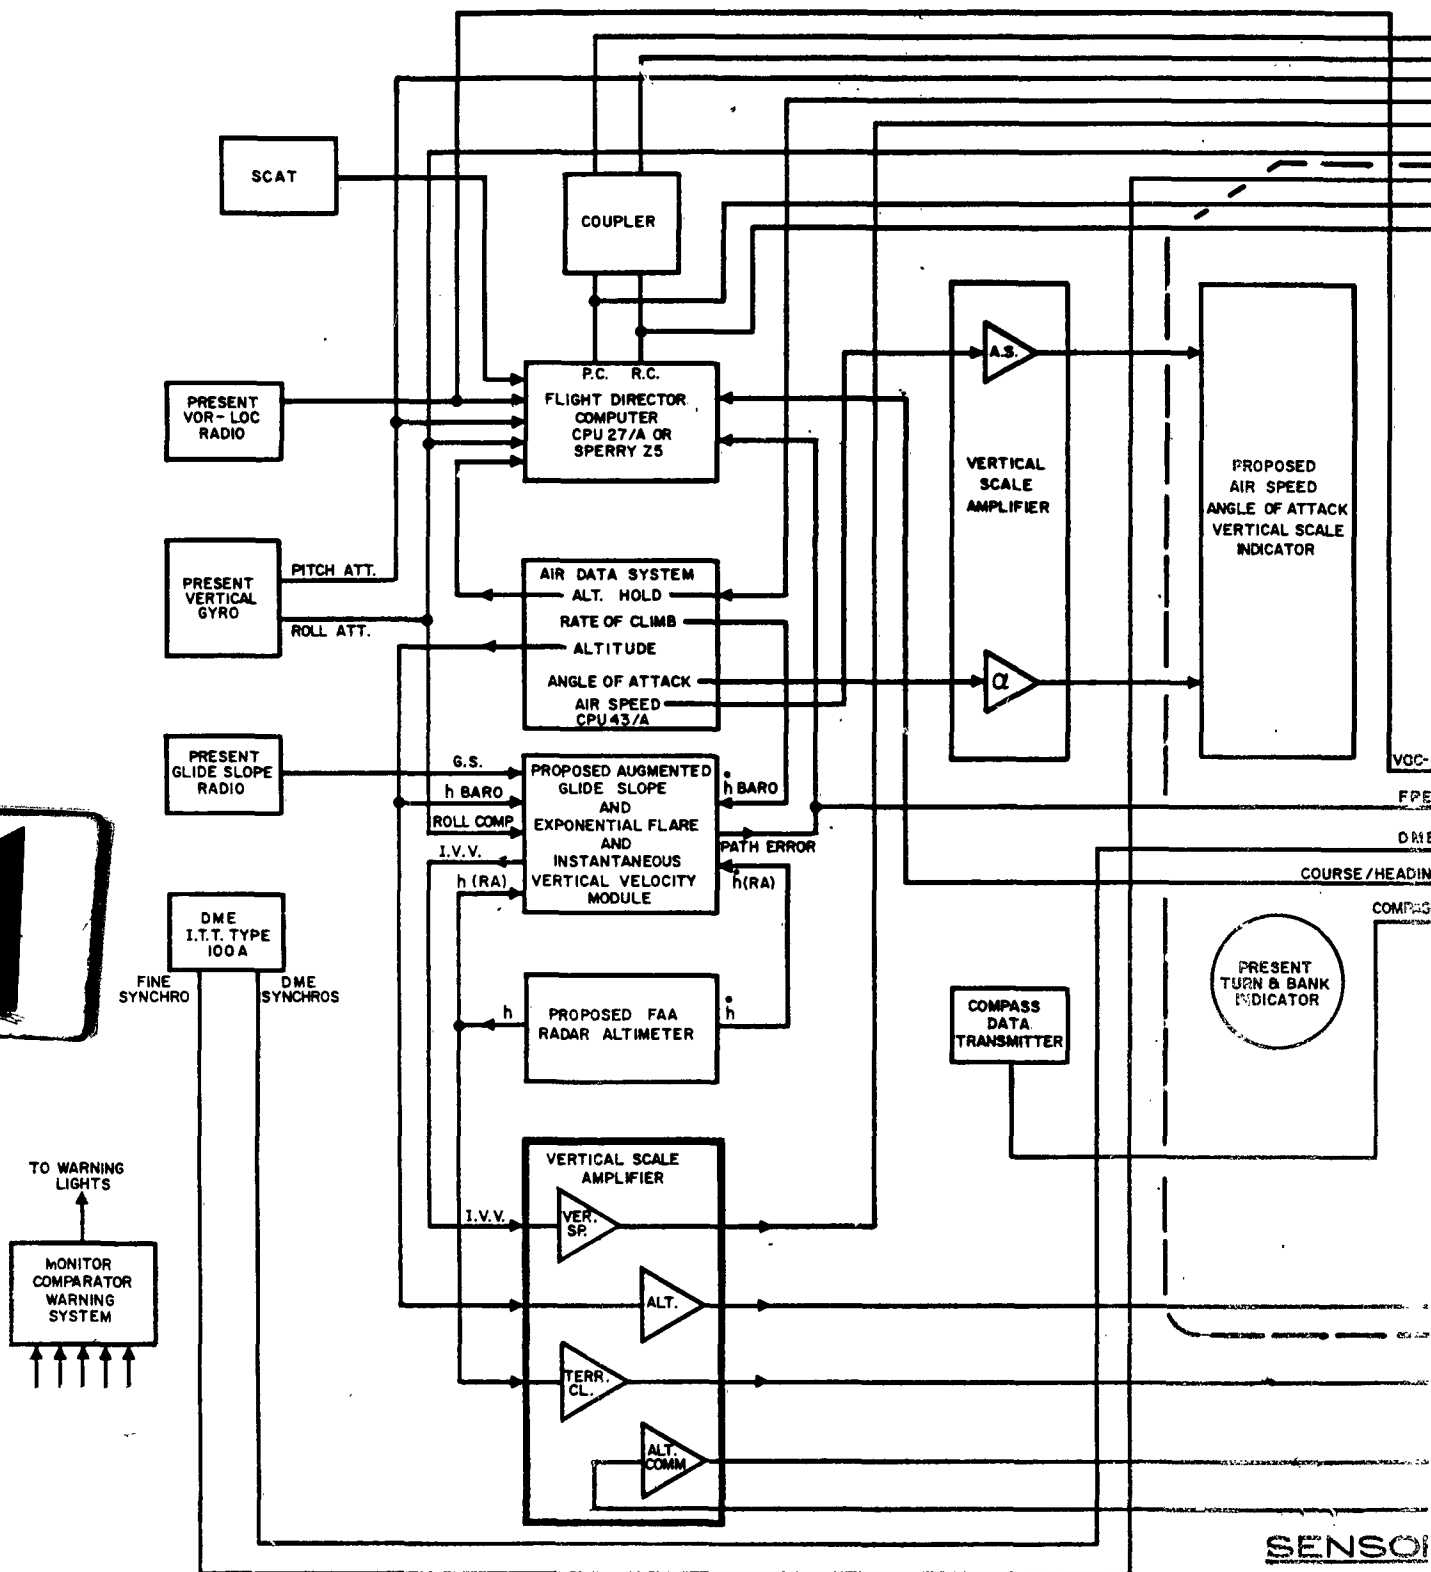 SCAT
COUPLER
P.C. R.C.
FLIGHT DIRECTOR
COMPUTER
CPU 27/A OR
SPERRY Z5
PRESENT
VOR-LOC
RADIO
A.S.
VERTICAL
SCALE
AMPLIFIER
α
PROPOSED
AIR SPEED
ANGLE OF ATTACK
VERTICAL SCALE
INDICATOR
PRESENT
VERTICAL
GYRO
PITCH ATT.
ROLL ATT.
AIR DATA SYSTEM
ALT. HOLD
RATE OF CLIMB
ALTITUDE
ANGLE OF ATTACK
AIR SPEED
CPU 43/A
PRESENT
GLIDE SLOPE
RADIO
G.S.
h BARO
ROLL COMP
I.V.V.
h (RA)
PROPOSED AUGMENTED
GLIDE SLOPE
AND
EXPONENTIAL FLARE
AND
INSTANTANEOUS
VERTICAL VELOCITY
MODULE
ḣ BARO
PATH ERROR
ḣ(RA)
FPE
DME
COURSE/HEADIN
DME
I.T.T. TYPE
100A
FINE
SYNCHRO
DME
SYNCHROS
h
PROPOSED FAA
RADAR ALTIMETER
ḣ
COMPASS
DATA
TRANSMITTER
PRESENT
TURN & BANK
INDICATOR
TO WARNING
LIGHTS
MONITOR
COMPARATOR
WARNING
SYSTEM
VERTICAL SCALE
AMPLIFIER
I.V.V.
VER.
SP.
ALT.
TERR.
CL.
ALT.
COMM
SENSO